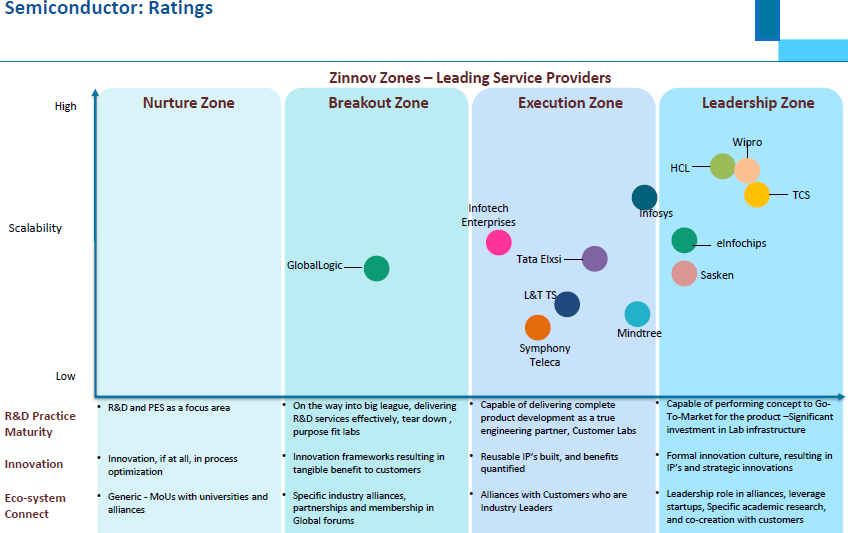 Semiconductor: Ratings
Zinnov Zones – Leading Service Providers
High
Nurture Zone
Breakout Zone
Execution Zone
Leadership Zone
Wipro
HCL
TCS
Infotech
Enterprises
Infosys
Scalability
eInfochips
Tata Elxsi
GlobalLogic
Sasken
L&T TS
Mindtree
Symphony
Teleca
Low
R&D Practice
Maturity
• R&D and PES as a focus area
• On the way into big league, delivering
R&D services effectively, tear down ,
purpose fit labs
• Capable of delivering complete
product development as a true
engineering partner, Customer Labs
• Capable of performing concept to Go-
To-Market for the product –Significant
investment in Lab infrastructure
Innovation
• Innovation, if at all, in process
optimization
• Innovation frameworks resulting in
tangible benefit to customers
• Reusable IP's built, and benefits
quantified
• Formal innovation culture, resulting in
IP's and strategic innovations
Eco-system
Connect
• Generic - MoUs with universities and
alliances
• Specific industry alliances,
partnerships and membership in
Global forums
• Alliances with Customers who are
Industry Leaders
• Leadership role in alliances, leverage
startups, Specific academic research,
and co-creation with customers